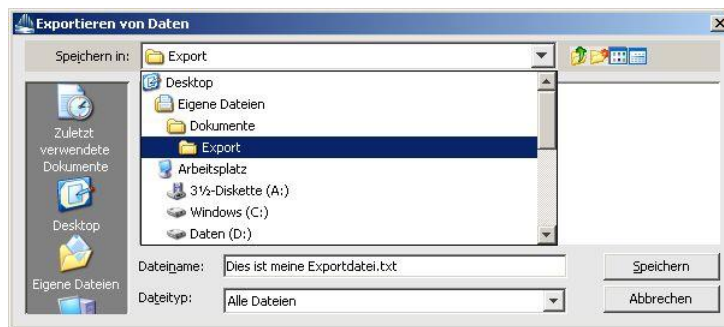 Exportieren von Daten
Speichern in:
Export
Desktop
Eigene Dateien
Dokumente
Export
Arbeitsplatz
3½-Diskette (A:)
Windows (C:)
Daten (D:)
Zuletzt
verwendete
Dokumente
Desktop
Eigene Dateien
Dateiname:
Dies ist meine Exportdatei.txt
Speichern
Dateityp:
Alle Dateien
Abbrechen